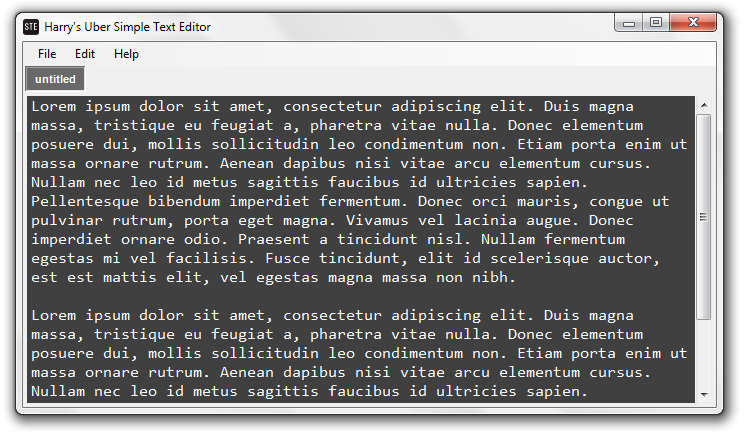 STE Harry's Uber Simple Text Editor
File Edit Help
untitled
Lorem ipsum dolor sit amet, consectetur adipiscing elit. Duis magna
massa, tristique eu feugiat a, pharetra vitae nulla. Donec elementum
posuere dui, mollis sollicitudin leo condimentum non. Etiam porta enim ut
massa ornare rutrum. Aenean dapibus nisi vitae arcu elementum cursus.
Nullam nec leo id metus sagittis faucibus id ultricies sapien.
Pellentesque bibendum imperdiet fermentum. Donec orci mauris, congue ut
pulvinar rutrum, porta eget magna. Vivamus vel lacinia augue. Donec
imperdiet ornare odio. Praesent a tincidunt nisl. Nullam fermentum
egestas mi vel facilisis. Fusce tincidunt, elit id scelerisque auctor,
est est mattis elit, vel egestas magna massa non nibh.
Lorem ipsum dolor sit amet, consectetur adipiscing elit. Duis magna
massa, tristique eu feugiat a, pharetra vitae nulla. Donec elementum
posuere dui, mollis sollicitudin leo condimentum non. Etiam porta enim ut
massa ornare rutrum. Aenean dapibus nisi vitae arcu elementum cursus.
Nullam nec leo id metus sagittis faucibus id ultricies sapien.